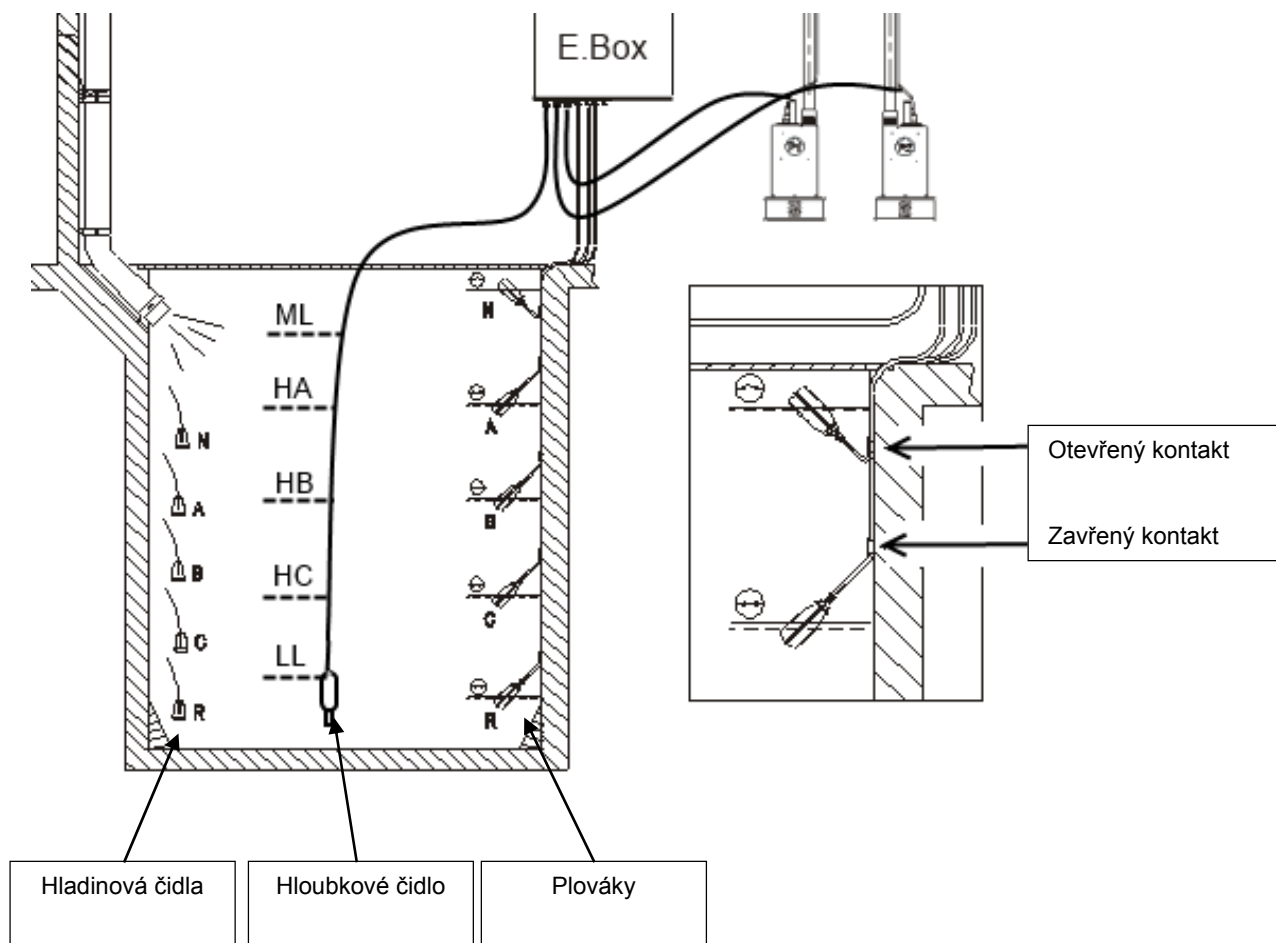 E.Box
ML
HA
HB
HC
LL
N
A
B
C
R
N
A
B
C
R
Otevřený kontakt
Zavřený kontakt
Hladinová čidla
Hloubkové čidlo
Plováky